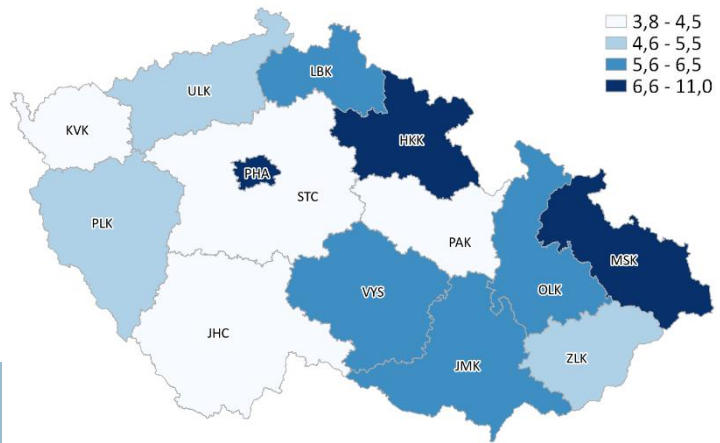 3,8 - 4,5
4,6 - 5,5
5,6 - 6,5
6,6 - 11,0
LBK
ULK
KVK
HKK
PHA
STC
PLK
PAK
MSK
OLK
VYS
JHC
ZLK
JMK